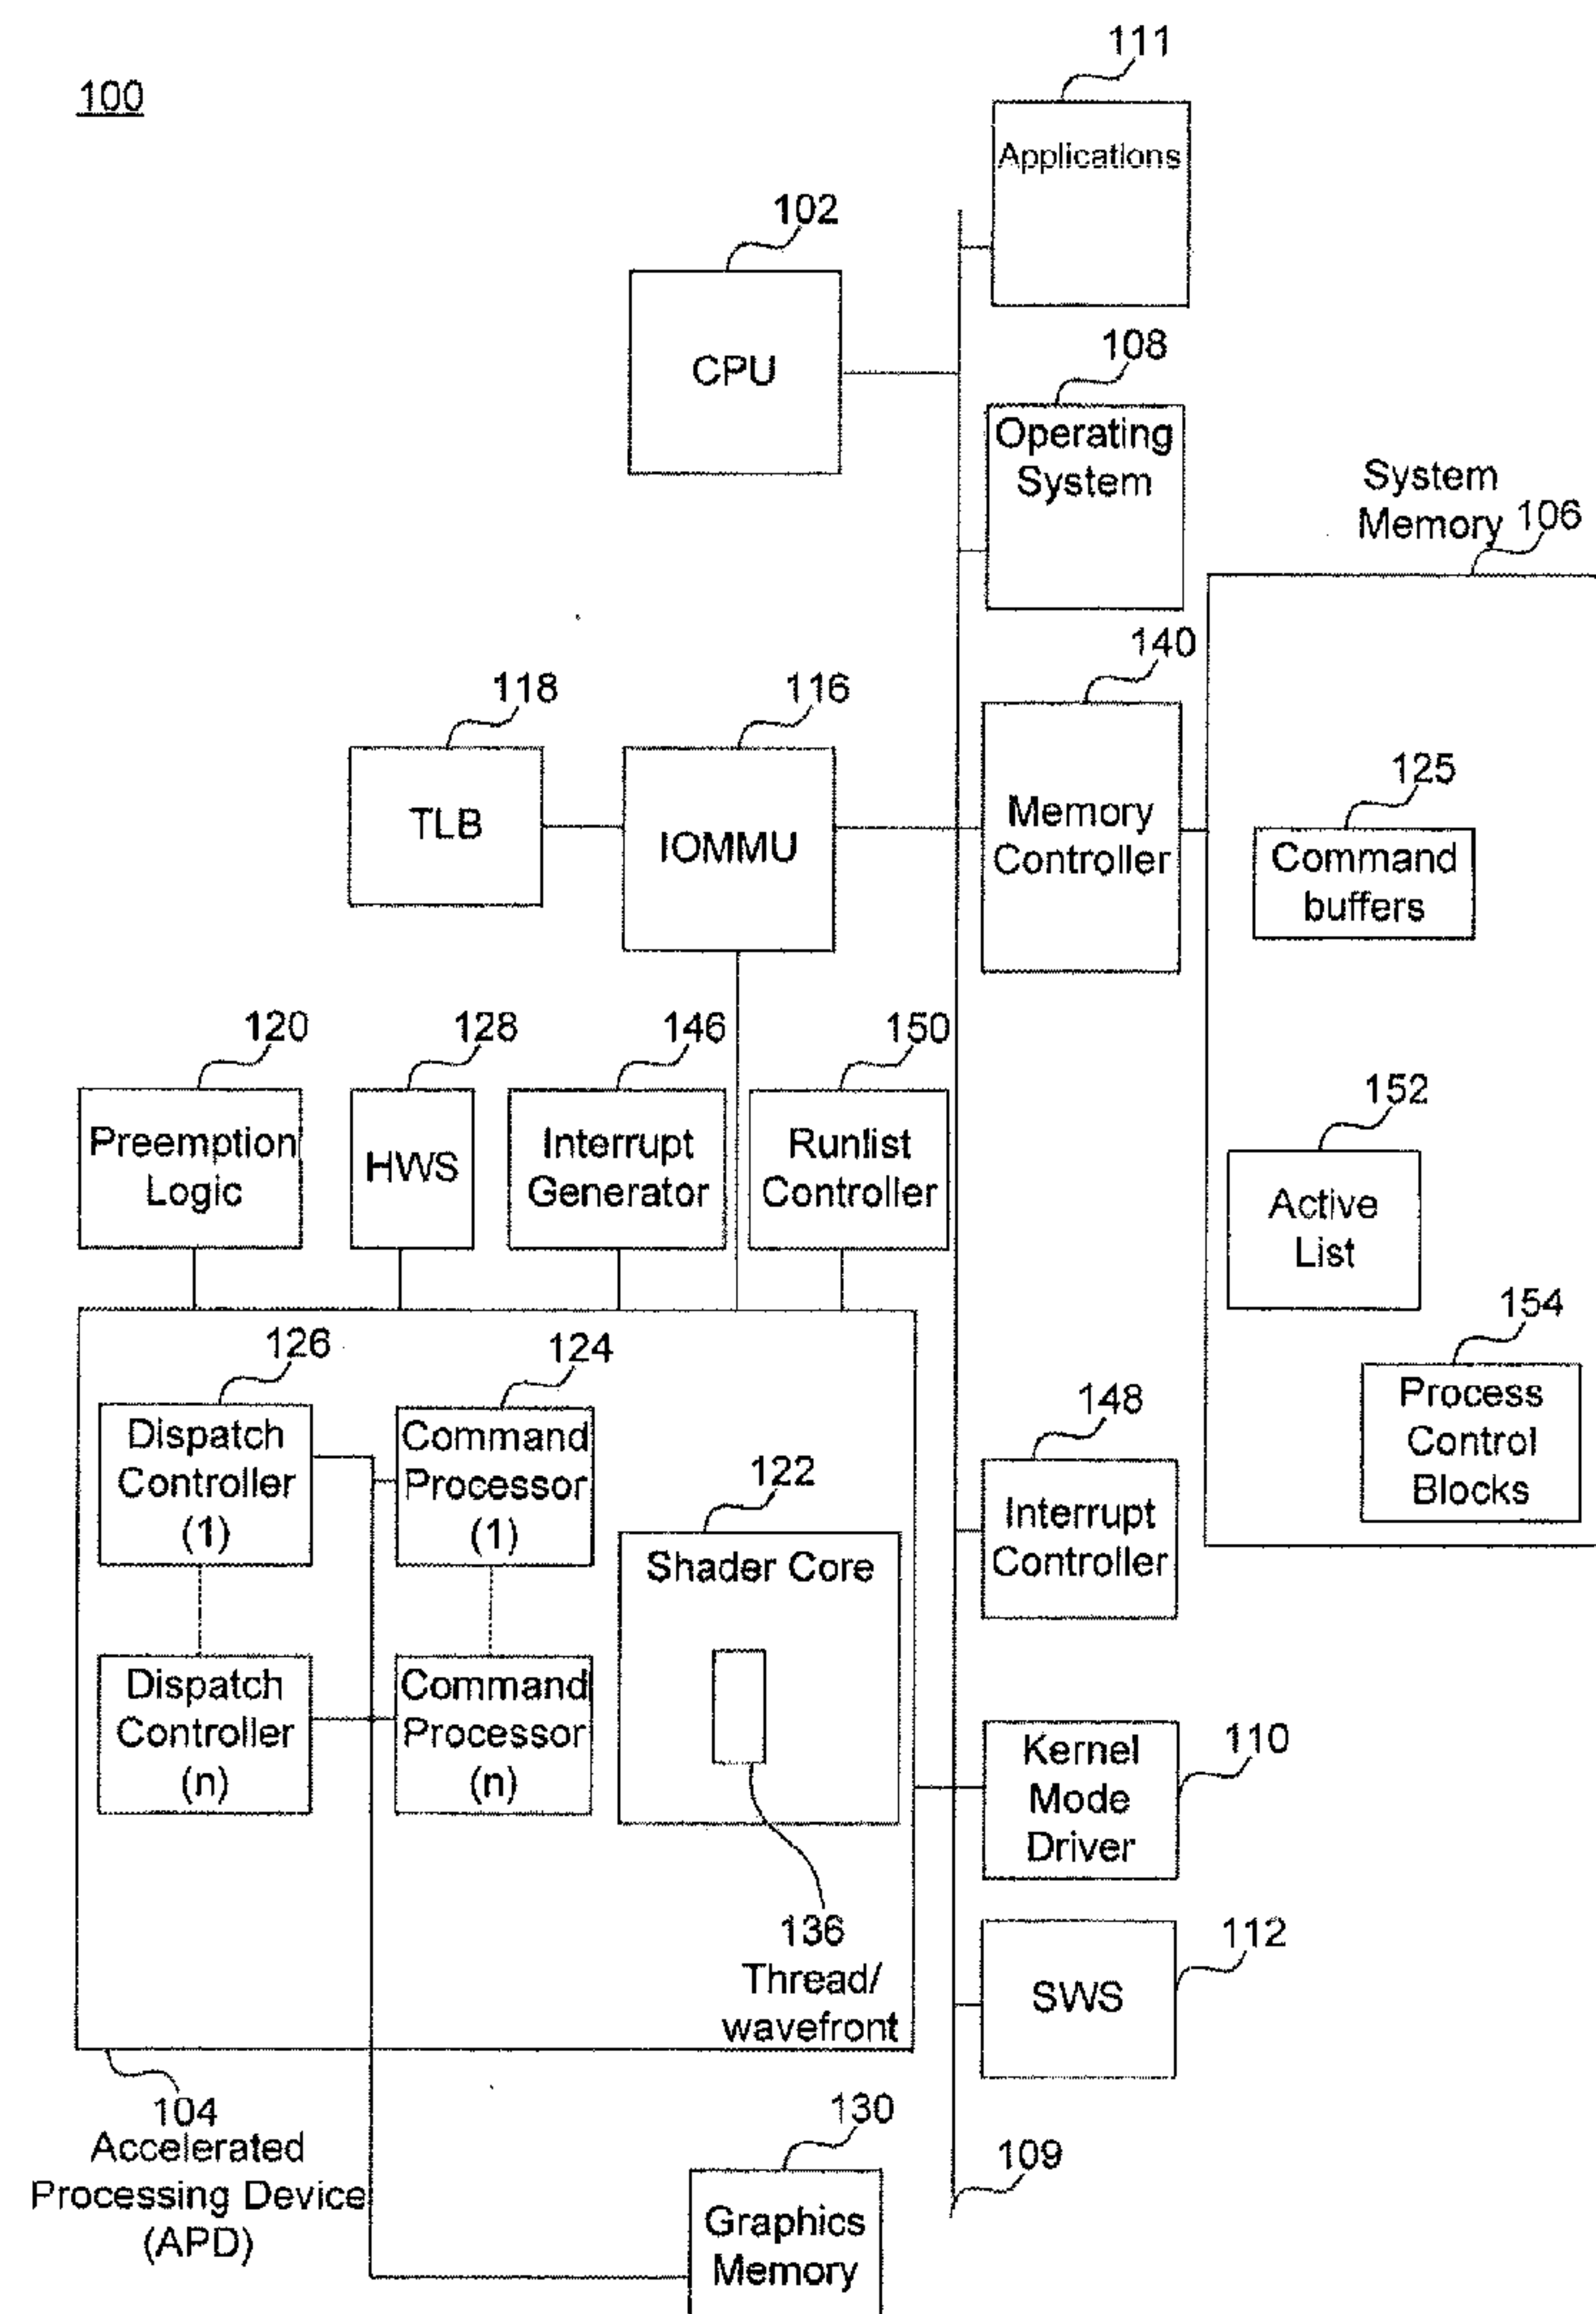 100
111
Applications
102
CPU
108
Operating
System
System
Memory 106
140
Memory
Controller
118
TLB
116
IOMMU
125
Command
buffers
120
Preemption
Logic
128
HWS
146
Interrupt
Generator
150
Runlist
Controller
152
Active
List
154
Process
Control
Blocks
126
Dispatch
Controller
(1)
124
Command
Processor
(1)
122
Shader Core
148
Interrupt
Controller
Dispatch
Controller
(n)
Command
Processor
(n)
136
Thread/
wavefront
Kernel
Mode
Driver
110
SWS
112
104
Accelerated
Processing Device
(APD)
130
Graphics
Memory
109